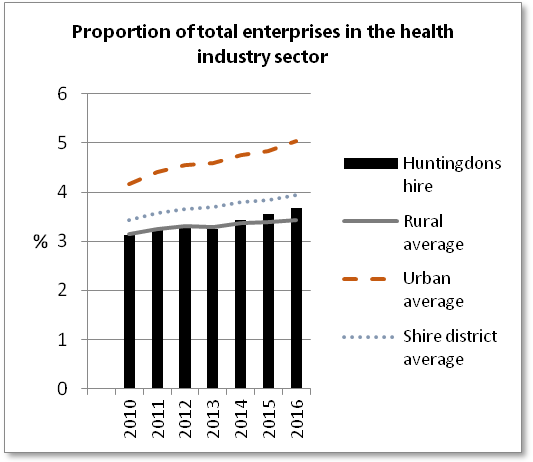 Proportion of total enterprises in the health
industry sector
6
5
4
3
2
1
0
%
2010
2011
2012
2013
2014
2015
2016
Huntingdons
hire
Rural
average
Urban
average
Shire district
average